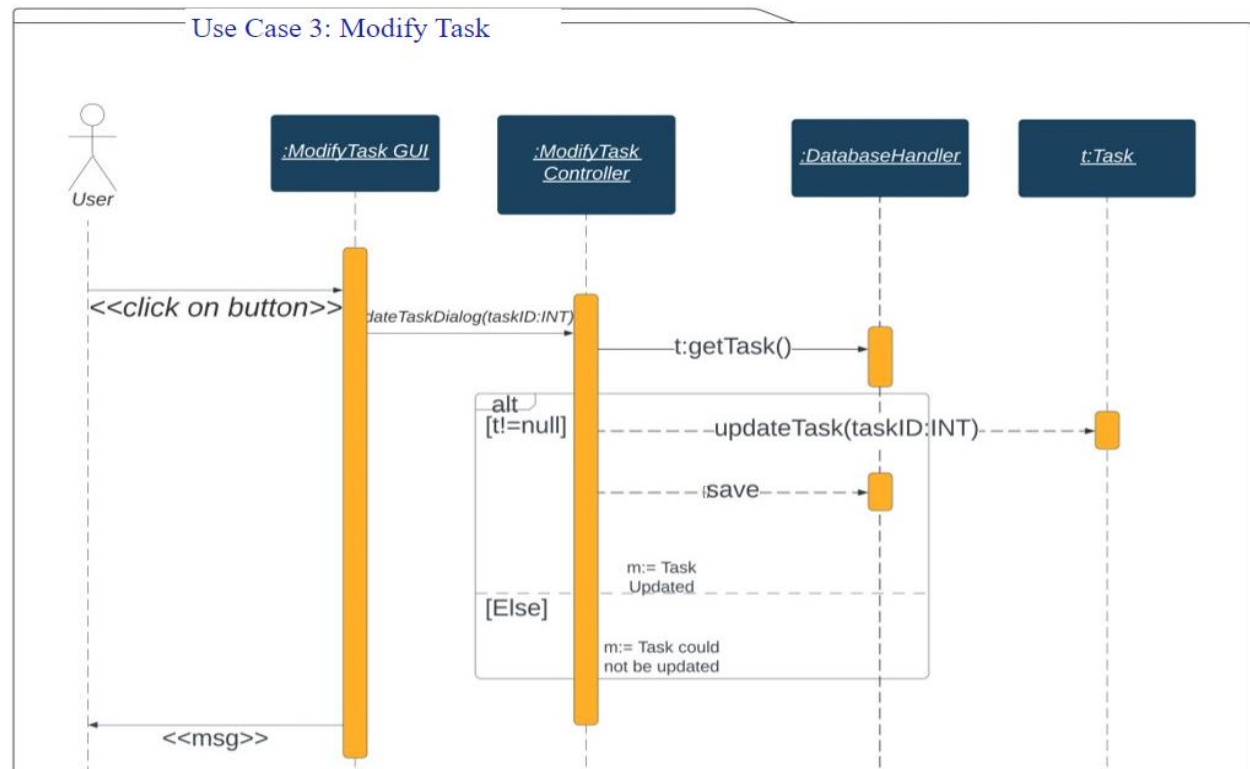 Use Case 3: Modify Task
User
:ModifyTask GUI
:ModifyTask
Controller
:DatabaseHandler
t:Task
<<click on button>>
dateTaskDialog(taskID:INT)
t:getTask()
alt
[t!=null]
updateTask(taskID:INT)
save
m:= Task
Updated
[Else]
m:= Task could
not be updated
<<msg>>